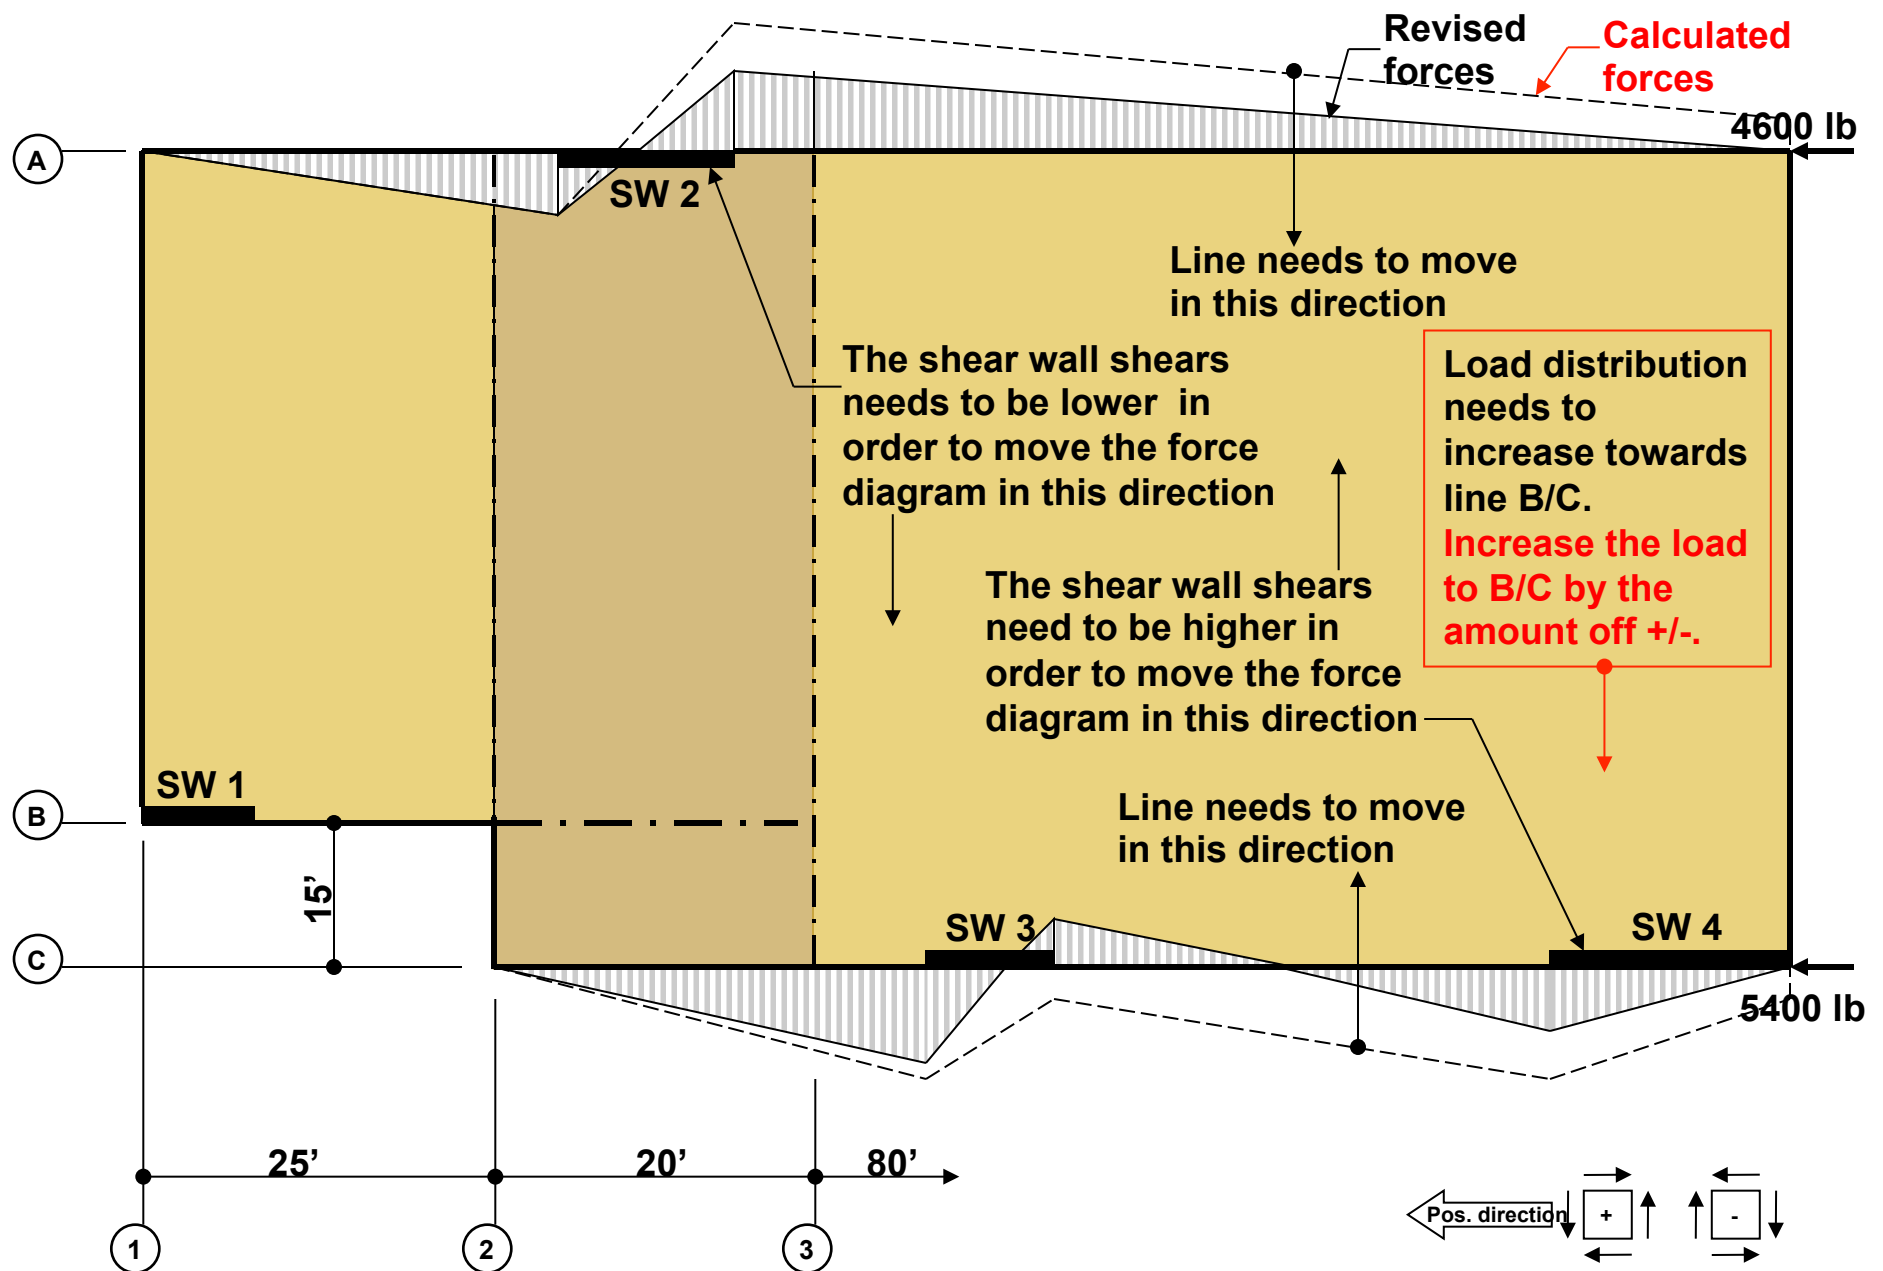 Revised
forces
Calculated
forces
4600 lb
A
SW 2
Line needs to move
in this direction
The shear wall shears
needs to be lower in
order to move the force
diagram in this direction
Load distribution
needs to
increase towards
line B/C.
Increase the load
to B/C by the
amount off +/-.
The shear wall shears
need to be higher in
order to move the force
diagram in this direction
SW 1
B
Line needs to move
in this direction
15’
SW 3
SW 4
C
5400 lb
25’
20’
80’
Pos. direction
+
-
1
2
3